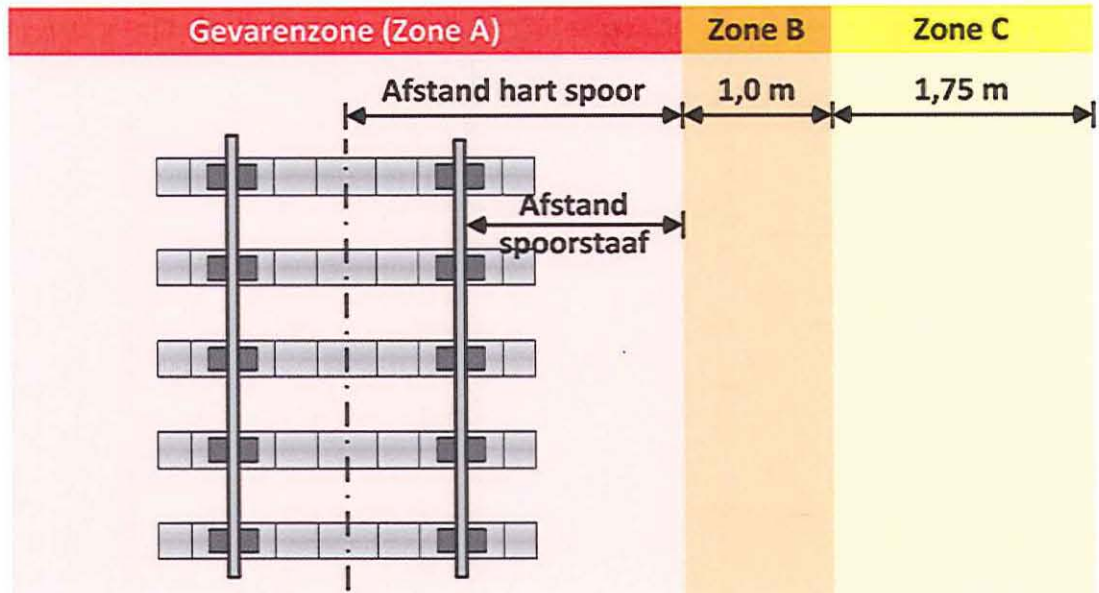 Gevarenzone (Zone A) Zone B Zone C
Afstand hart spoor 1,0 m 1,75 m
Afstand
spoorstaaf